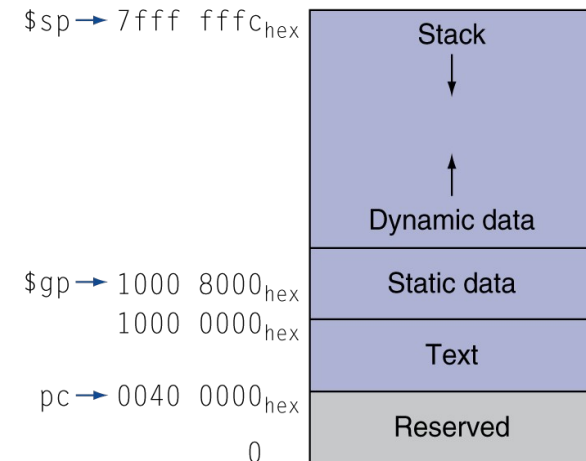 $sp→ 7fff fffchex
Stack
Dynamic data
$gp→ 1000 8000hex
Static data
1000 0000hex
Text
pc→ 0040 0000hex
Reserved
0